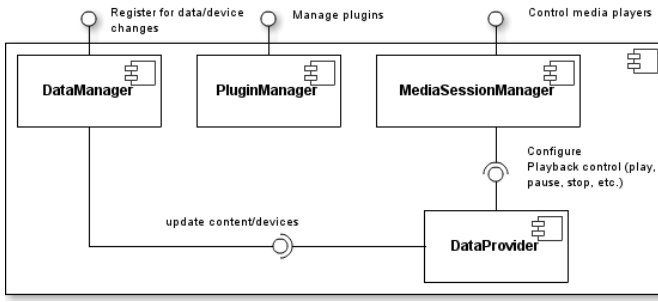 Register for data/device
changes
Manage plugins
Control media players
DataManager
PluginManager
MediaSessionManager
Configure
Playback control (play,
pause, stop, etc.)
update content/devices
DataProvider